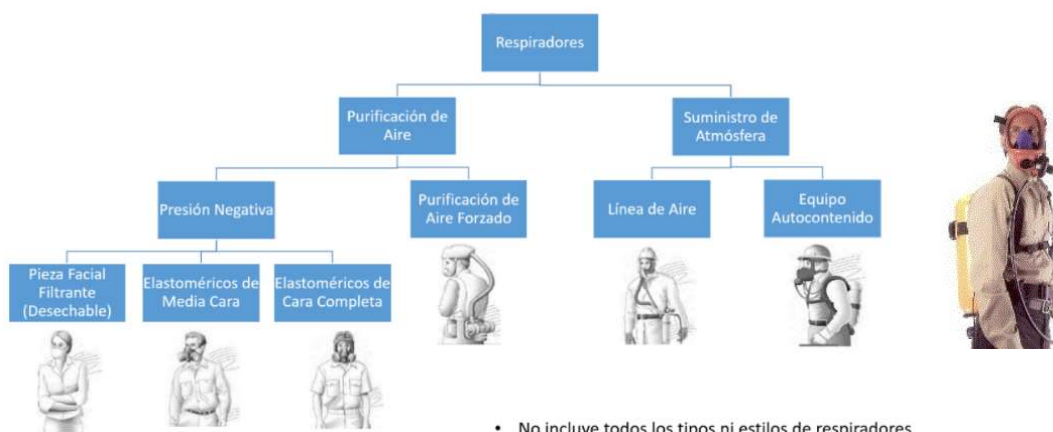 Respiradores
Purificación de
Aire
Suministro de
Atmósfera
Presión Negativa
Purificación de
Aire Forzado
Línea de Aire
Equipo
Autocontenido
Pieza Facial
Filtrante
(Desechable)
Elastoméricos de
Media Cara
Elastoméricos de
Cara Completa
• No incluye todos los tipos ni estilos de respiradores